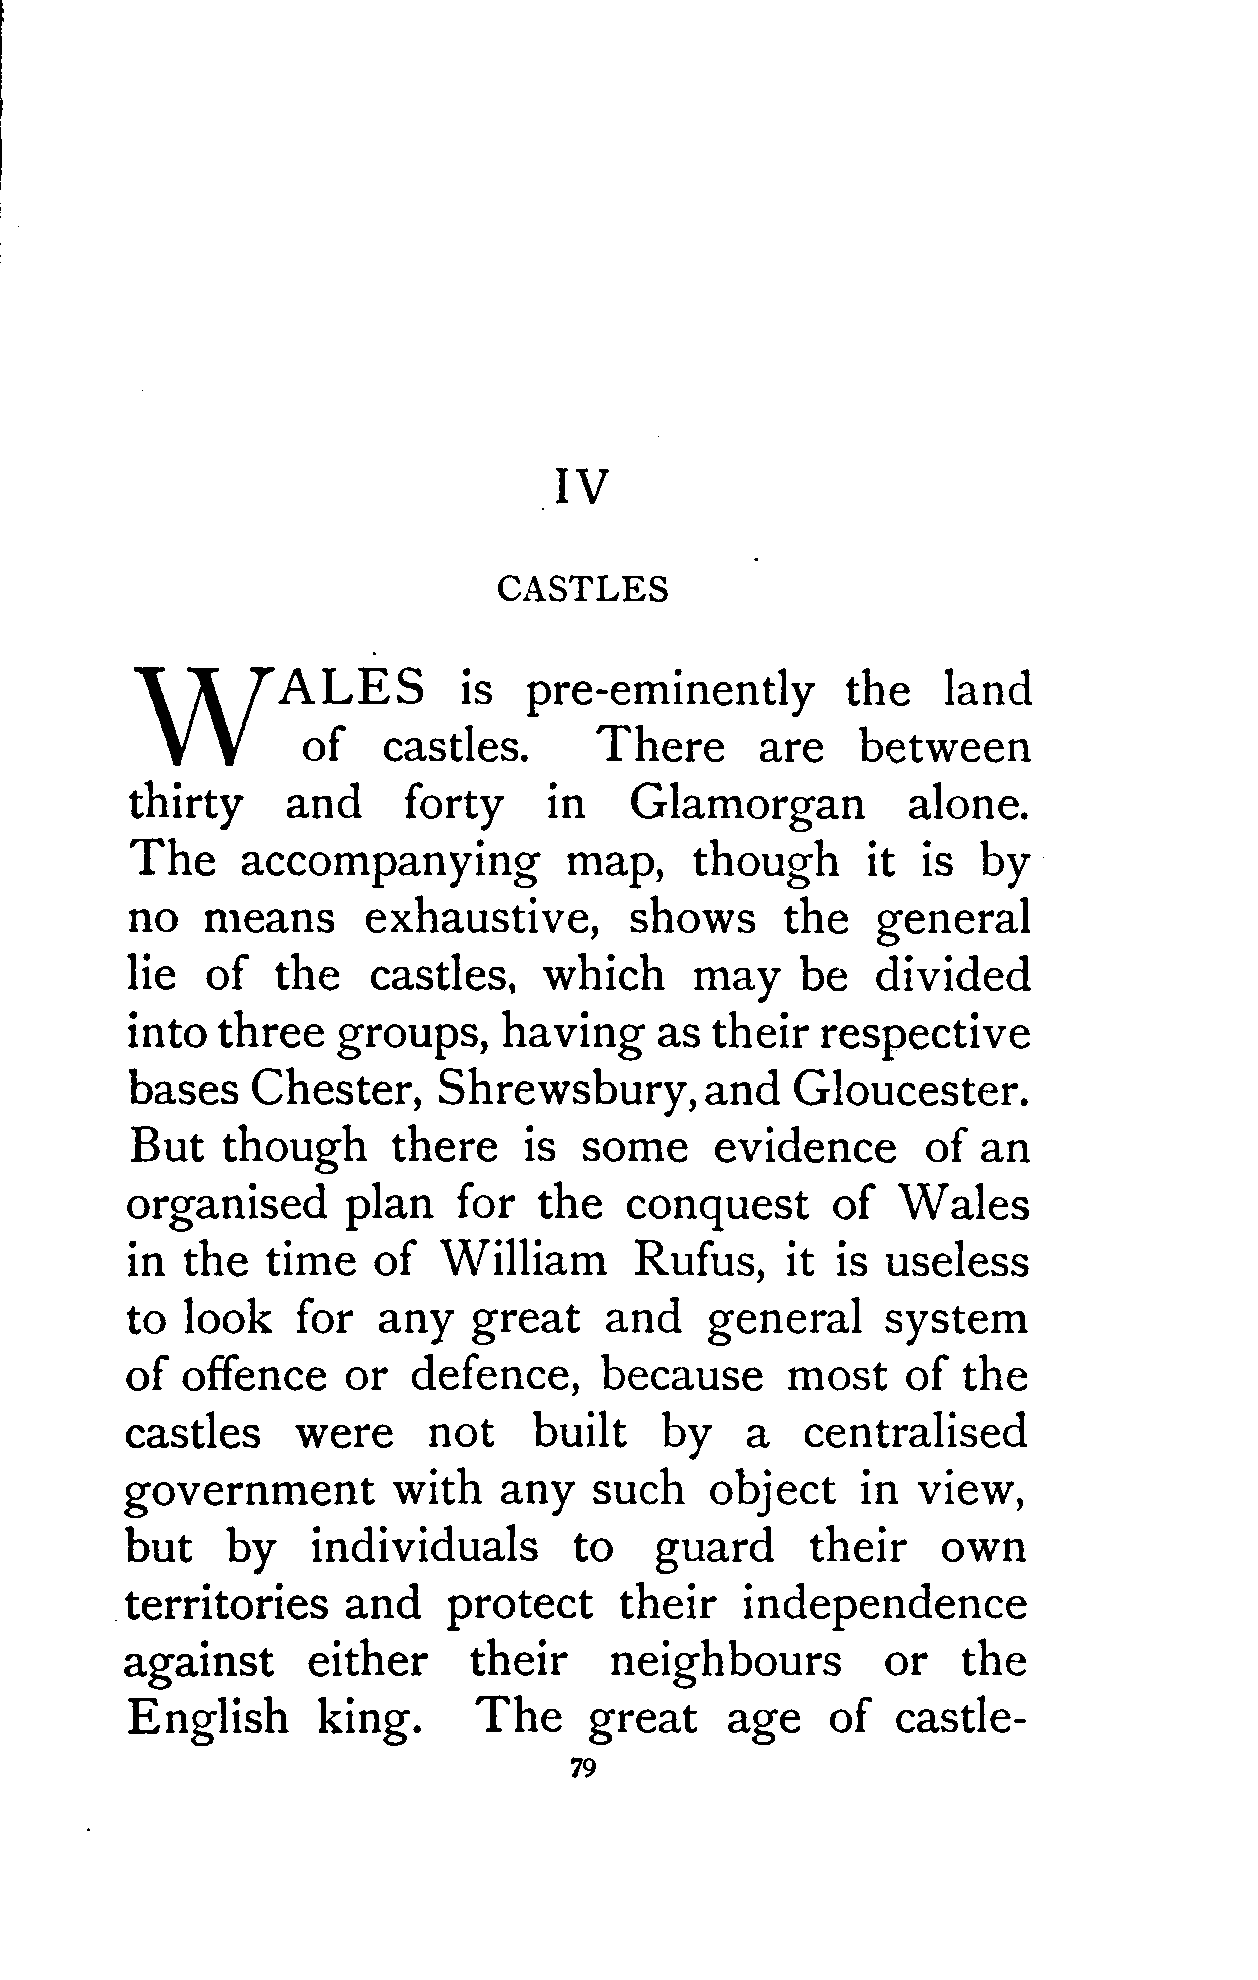 IV
CASTLES
WALES is pre-eminently the land
of castles. There are between
thirty and forty in Glamorgan alone.
The accompanying map, though it is by
no means exhaustive, shows the general
lie of the castles, which may be divided
into three groups, having as their respective
bases Chester, Shrewsbury, and Gloucester.
But though there is some evidence of an
organised plan for the conquest of Wales
in the time of William Rufus, it is useless
to look for any great and general system
of offence or defence, because most of the
castles were not built by a centralised
government with any such object in view,
but by individuals to guard their own
territories and protect their independence
against either their neighbours or the
English king. The great age of castle-
79